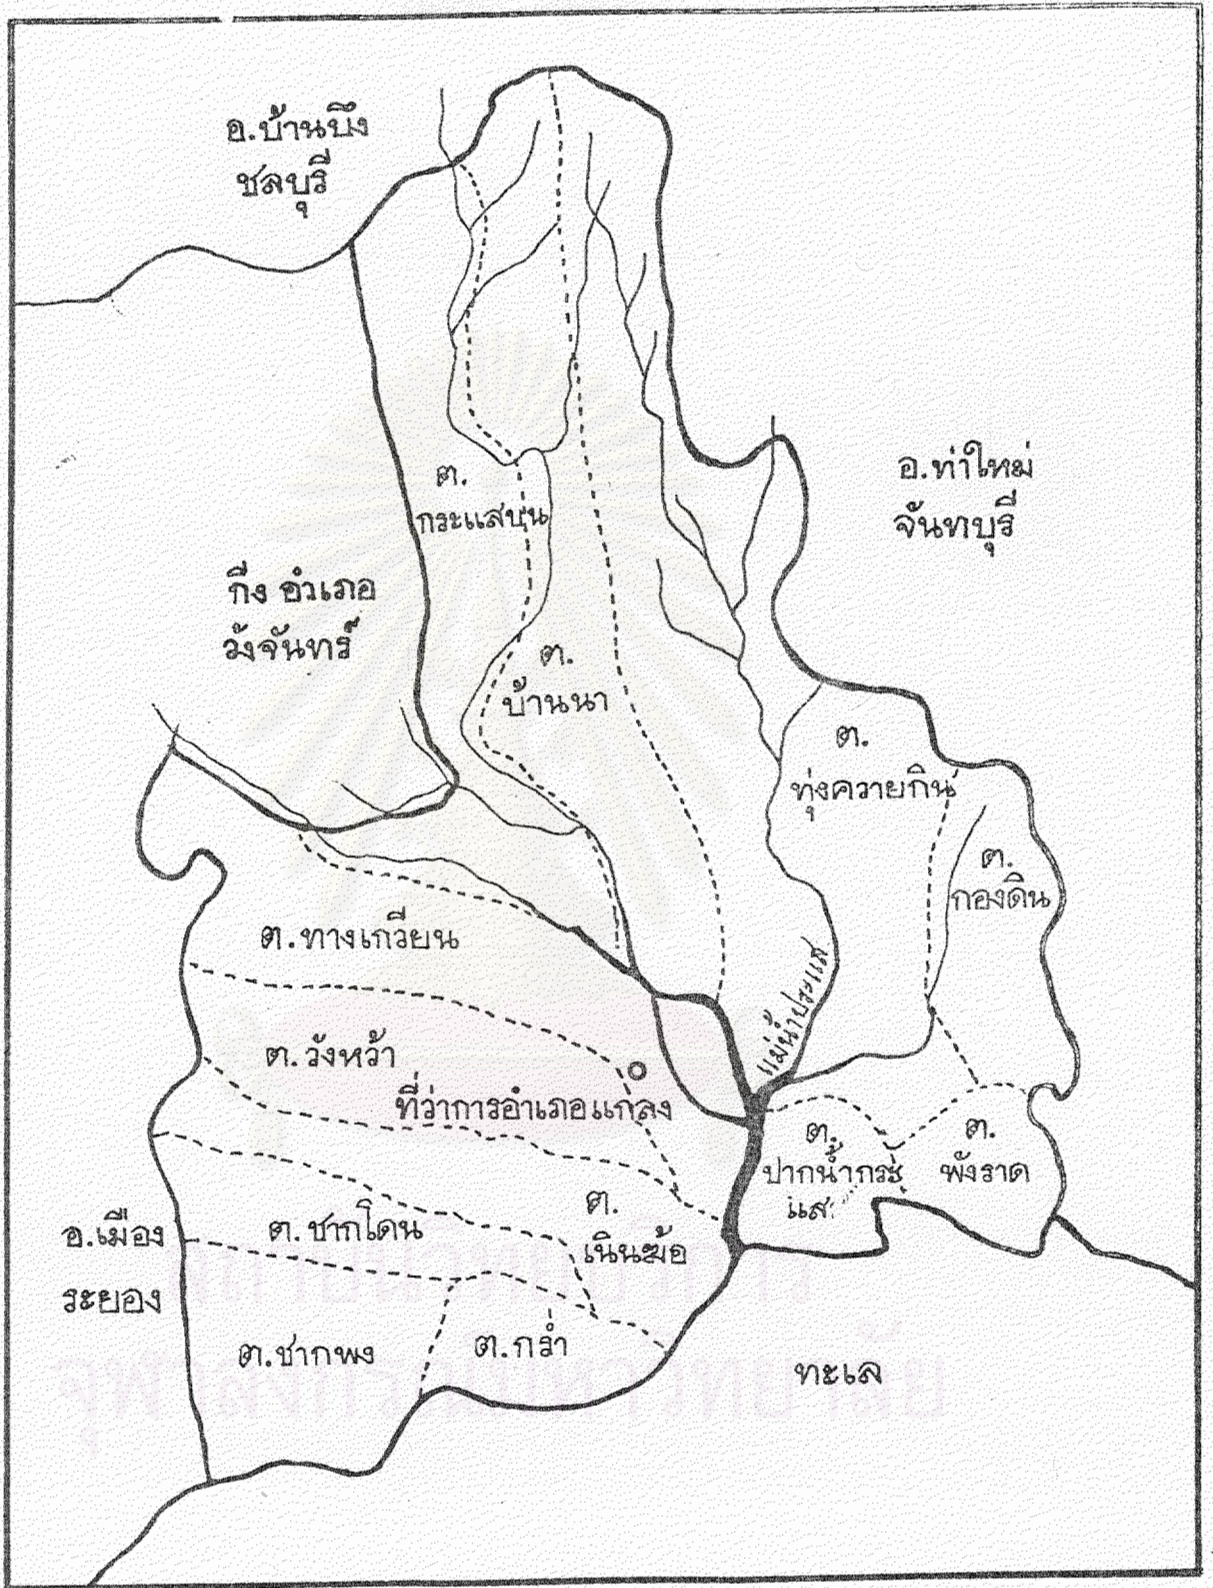 อ.บ้านบึง
ชลบุรี
อ.ท่าใหม่
จันทบุรี
ต.
กระแสบน
กิ่ง อำเภอ
วังจันทร์
ต.
บ้านนา
ต.
ทุ่งควายกิน
ต.
กองดิน
ต.ทางเกวียน
แม่น้ำประแส
ต.วังหว้า
ที่ว่าการอำเภอแกลง
ต.
ปากน้ำกระ
แส
ต.
พังราด
อ.เมือง
ระยอง
ต.ชากโดน
ต.
เนินฆ้อ
ต.ชากพง
ต.กร่ำ
ทะเล